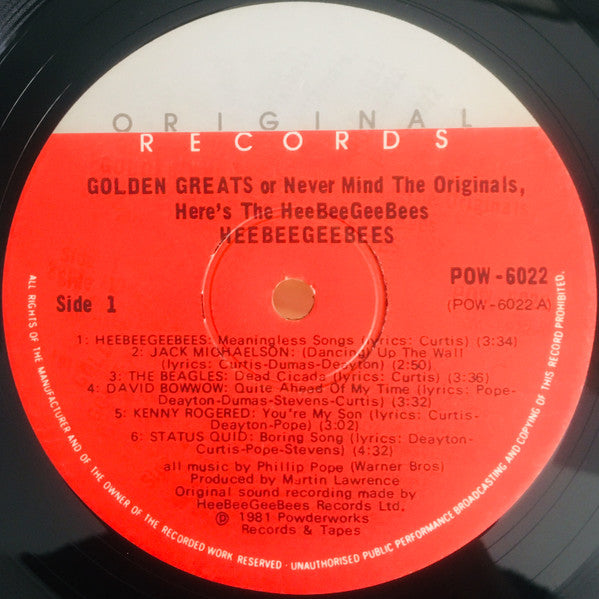 ORIGINAL
RECORDS
GOLDEN GREATS or Never Mind The Originals,
Here's The HeeBeeGeeBees
HEEBEEGEEBEES
Side 1
POW-6022
(POW-6022A)
1: HEEBEEGEEBEES: Meaningless Songs (lyrics: Curtis) (3:34)
2: JACK MICHAELSON: (Dancing) Up The Wall
(lyrics: Curtis-Dumas-Deayton) (2:50)
3: THE BEAGLES: Dead Cicada (lyrics: Curtis) (3:36)
4: DAVID BOWWOW: Quite Ahead Of My Time (lyrics: Pope-
Deayton-Dumas-Stevens-Curtis) (3:32)
5: KENNY ROGERED: You're My Son (lyrics: Curtis-
Deayton-Pope) (3:02)
6: STATUS QUID: Boring Song (lyrics: Deayton-
Curtis-Pope-Stevens) (4:32)
all music by Phillip Pope (Warner Bros)
Produced by Martin Lawrence
Original sound recording made by
HeeBeeGeeBees Records Ltd.
℗ 1981 Powderworks
Records & Tapes
ALL RIGHTS OF THE MANUFACTURER AND OF THE OWNER OF THE RECORDED WORK RESERVED - UNAUTHORISED PUBLIC PERFORMANCE BROADCASTING AND COPYING OF THIS RECORD PROHIBITED.